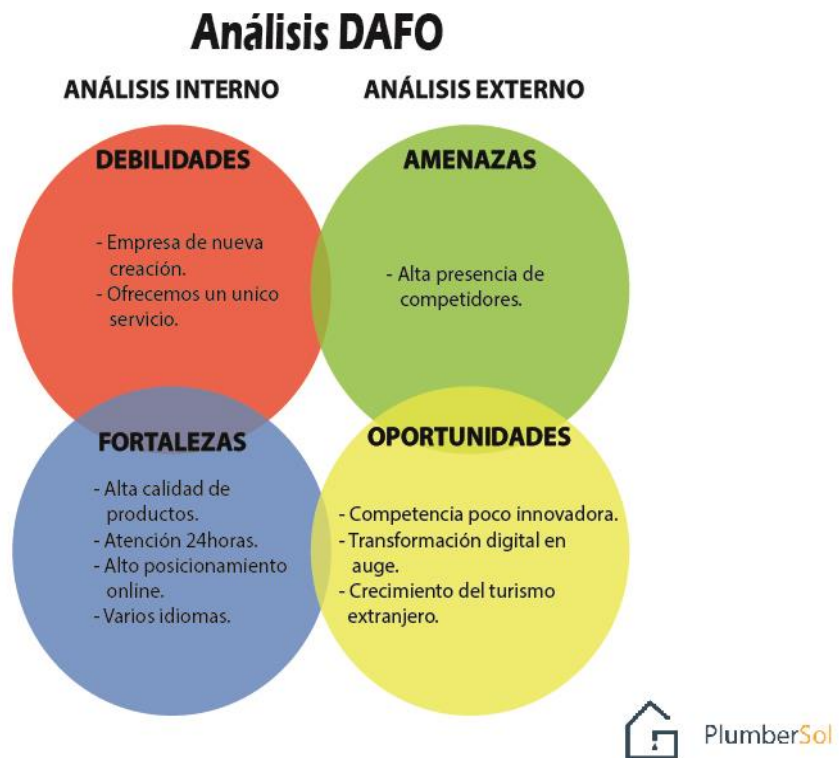 Análisis DAFO
ANÁLISIS INTERNO
ANÁLISIS EXTERNO
DEBILIDADES
- Empresa de nueva
creación.
- Ofrecemos un unico
servicio.
AMENAZAS
- Alta presencia de
competidores.
FORTALEZAS
- Alta calidad de
productos.
- Atención 24horas.
- Alto posicionamiento
online.
- Varios idiomas.
OPORTUNIDADES
- Competencia poco innovadora.
- Transformación digital en
auge.
- Crecimiento del turismo
extranjero.
PlumberSol